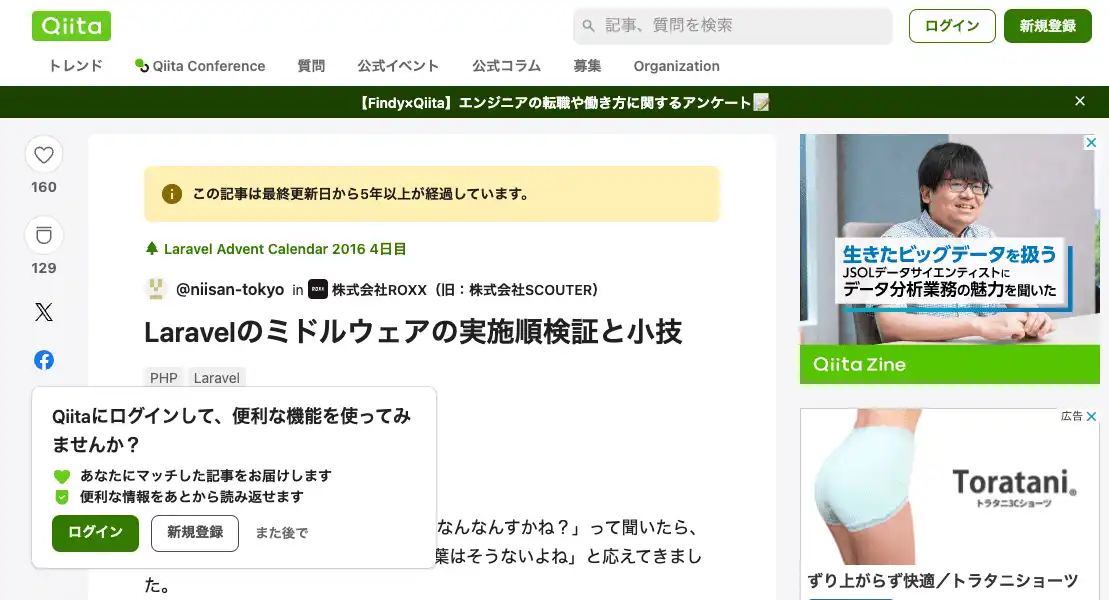 Qiita
記事、質問を検索
ログイン
新規登録
トレンド
Qiita Conference
質問
公式イベント
公式コラム
募集
Organization
【Findy×Qiita】エンジニアの転職や働き方に関するアンケート
160
129
この記事は最終更新日から5年以上が経過しています。
Laravel Advent Calendar 2016 4日目
@niisan-tokyo in ROXX 株式会社ROXX（旧：株式会社SCOUTER）
Laravelのミドルウェアの実施順検証と小技
PHP Laravel
Qiitaにログインして、便利な機能を使ってみ
ませんか？
あなたにマッチした記事をお届けします
便利な情報をあとから読み返せます
ログイン
新規登録
また後で
なんなんすかね？」って聞いたら、
葉はそうないよね」と応えてきまし
た。
生きたビッグデータを扱う
JSOLデータサイエンティストに
データ分析業務の魅力を聞いた
Qiita Zine
広告
Toratani.
トラタニ3Cショーツ
ずり上がらず快適／トラタニショーツ